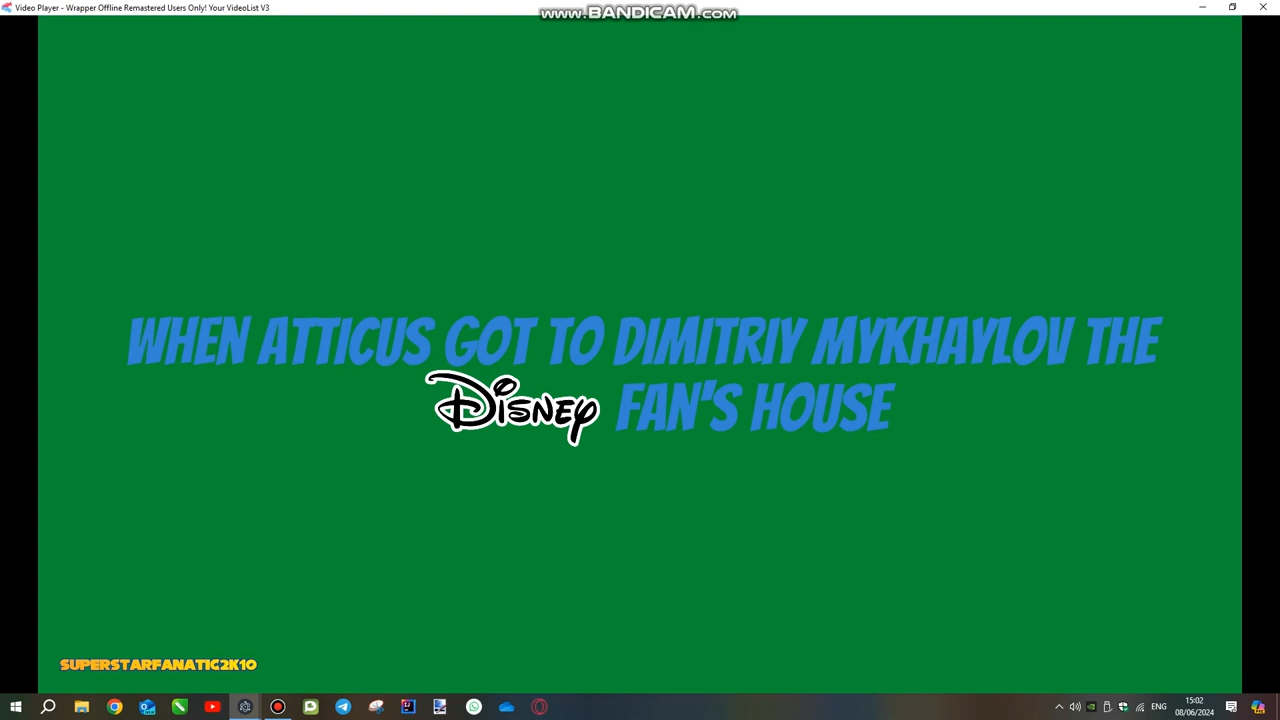 Video Player - Wrapper Offline Remastered Users Only! Your VideoList V3
www.BANDICAM.com
WHEN ATTICUS GOT TO DIMITRIY MYKHAYLOV THE
Disney FAN'S HOUSE
SUPERSTARFANATIC2K10
ENG
15:02
08/06/2024